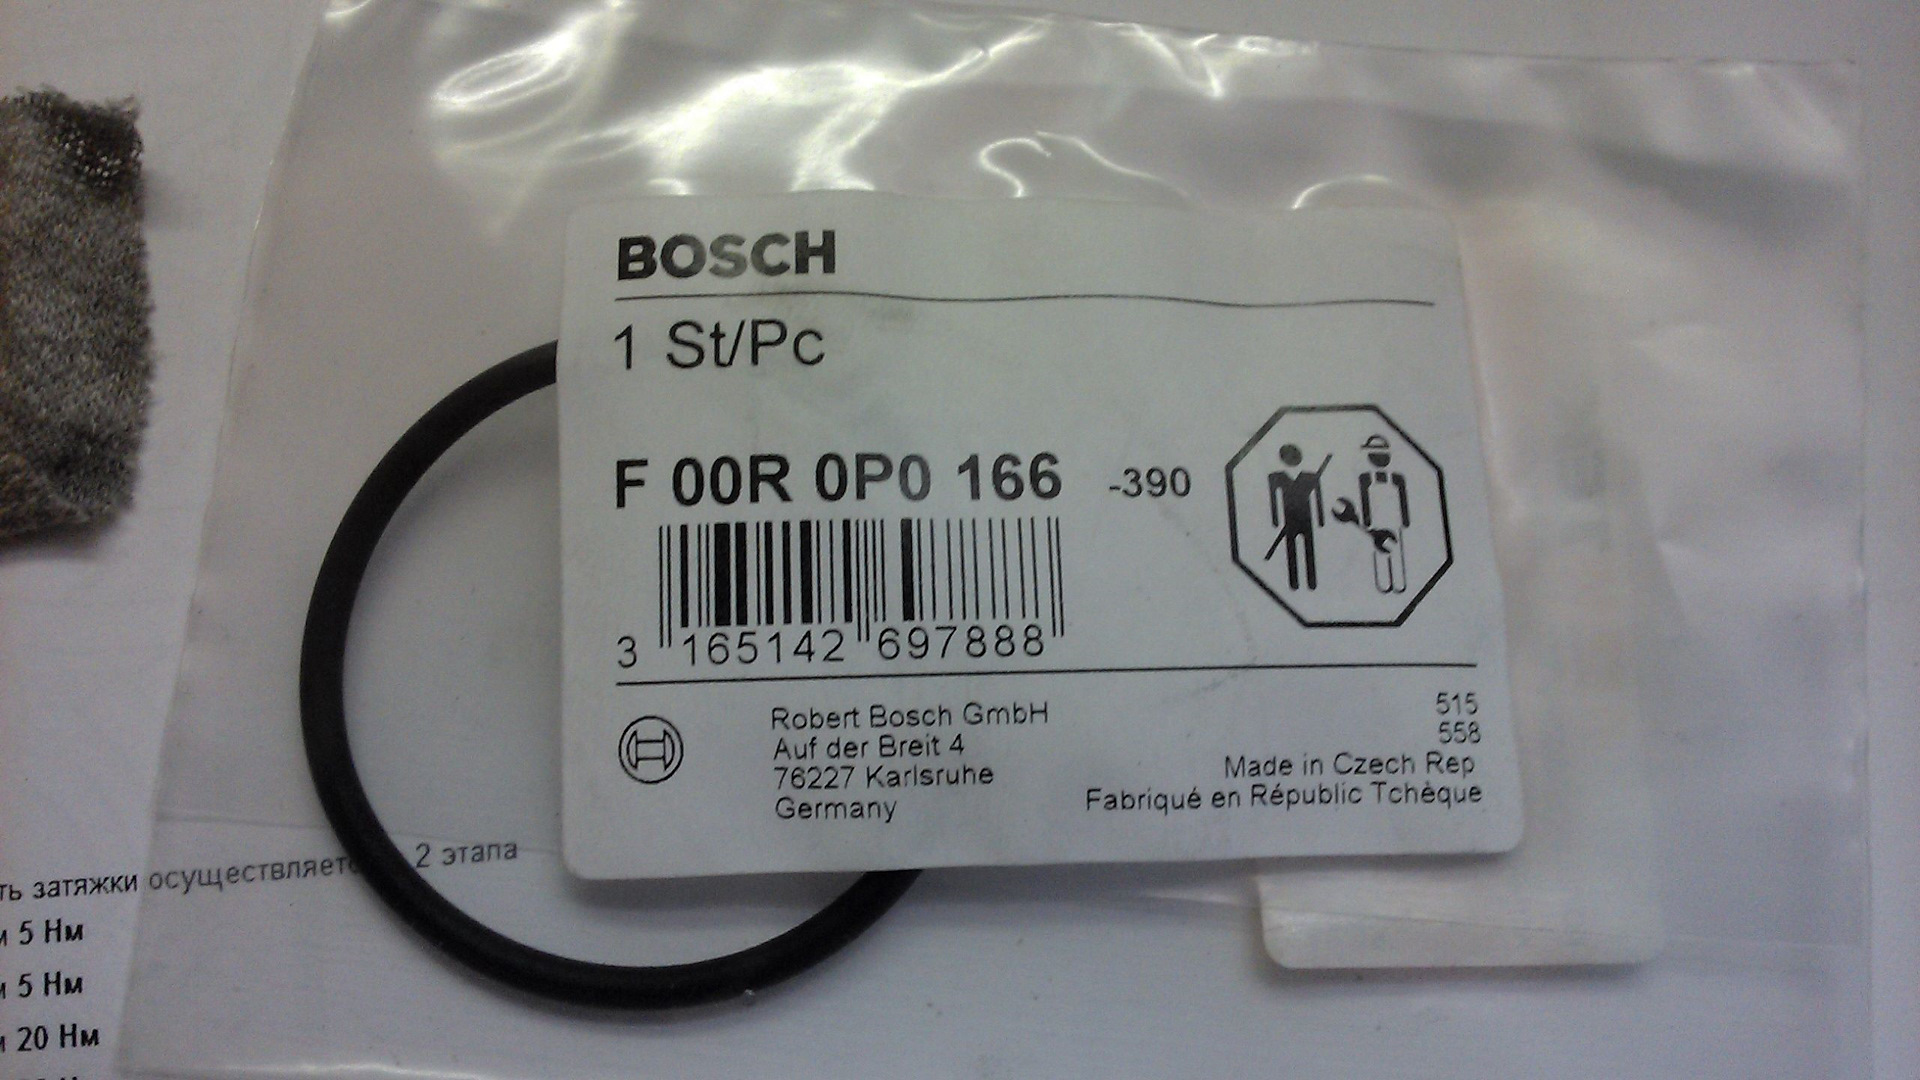 BOSCH
1 St/Pc
F 00R 0P0 166 -390
3 165142 697888
Robert Bosch GmbH
Auf der Breit 4
76227 Karlsruhe
Germany
515
558
Made in Czech Rep
Fabriqué en Républic Tchèque
ть затяжки осуществляет 2 этапа
и 5 Нм
и 5 Нм
и 20 Нм